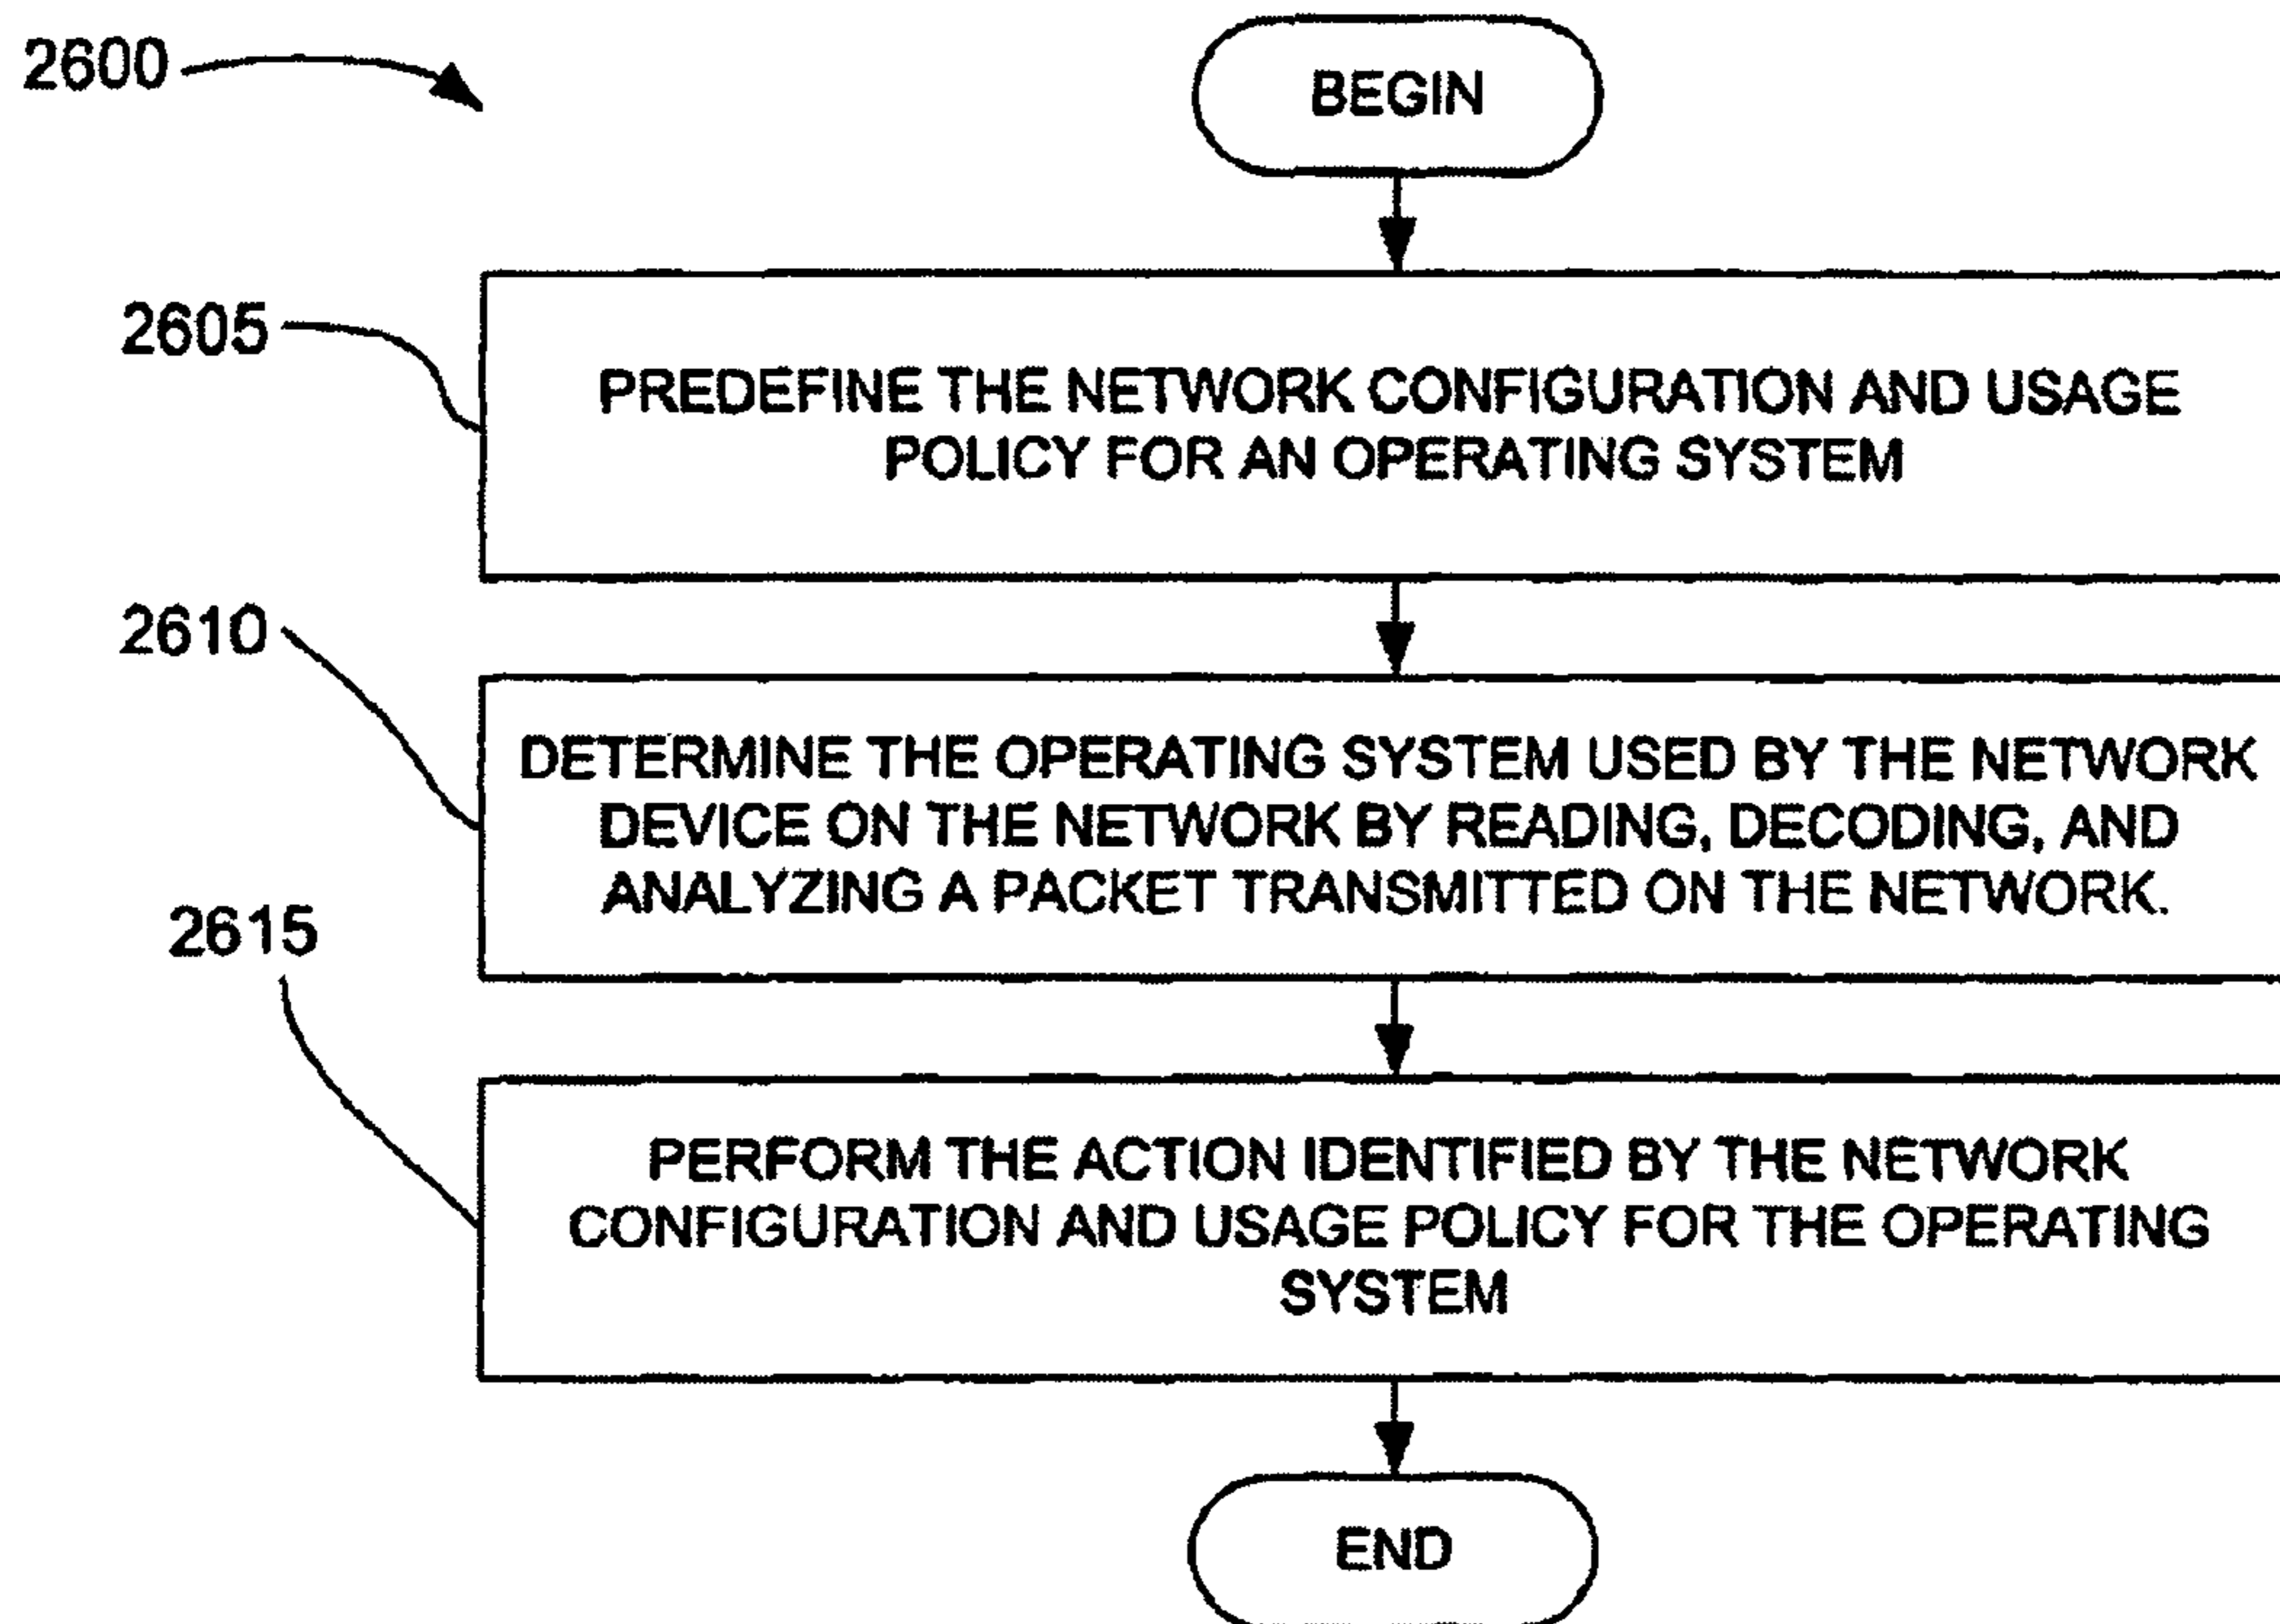 2600
BEGIN
2605
PREDEFINE THE NETWORK CONFIGURATION AND USAGE
POLICY FOR AN OPERATING SYSTEM
2610
DETERMINE THE OPERATING SYSTEM USED BY THE NETWORK
DEVICE ON THE NETWORK BY READING, DECODING, AND
ANALYZING A PACKET TRANSMITTED ON THE NETWORK.
2615
PERFORM THE ACTION IDENTIFIED BY THE NETWORK
CONFIGURATION AND USAGE POLICY FOR THE OPERATING
SYSTEM
END